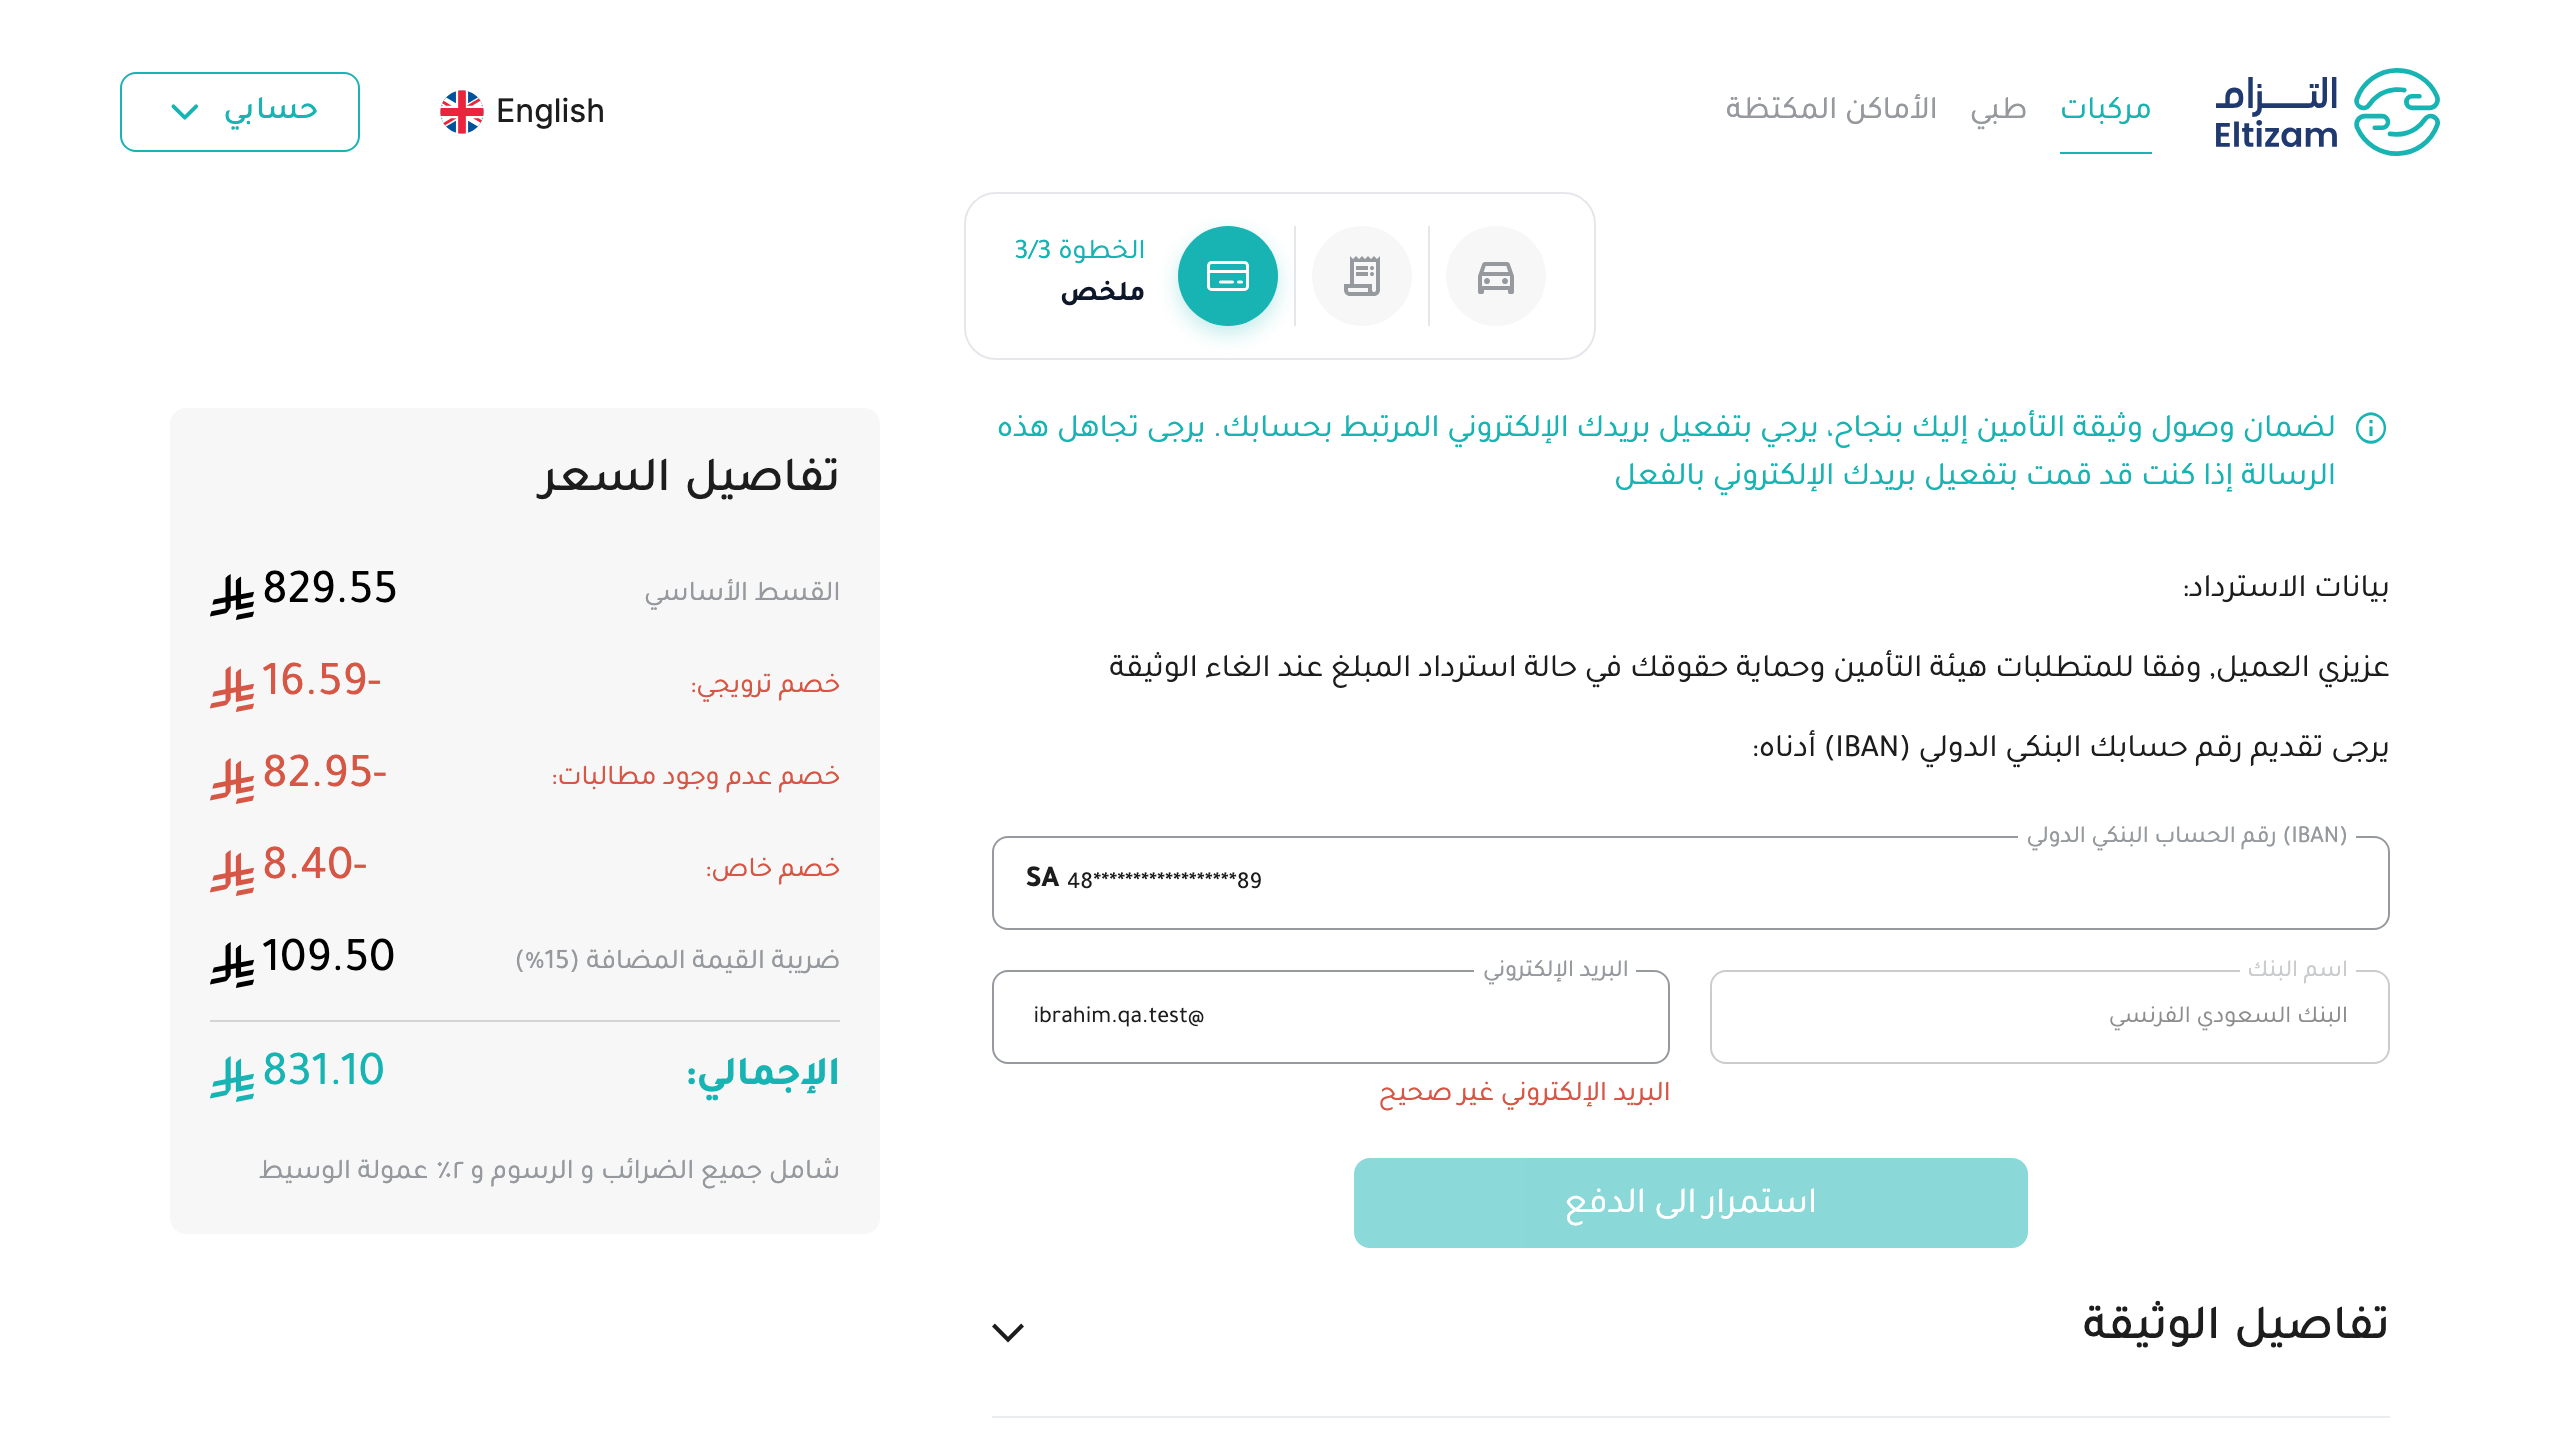 التـــزام
Eltizam
مركبات
طبي
الأماكن المكتظة
English
حسابي
الخطوة 3/3
ملخص
لضمان وصول وثيقة التأمين إليك بنجاح، يرجي بتفعيل بريدك الإلكتروني المرتبط بحسابك. يرجى تجاهل هذه
الرسالة إذا كنت قد قمت بتفعيل بريدك الإلكتروني بالفعل
بيانات الاسترداد:
عزيزي العميل, وفقا للمتطلبات هيئة التأمين وحماية حقوقك في حالة استرداد المبلغ عند الغاء الوثيقة
يرجى تقديم رقم حسابك البنكي الدولي (IBAN) أدناه:
(IBAN) رقم الحساب البنكي الدولي
SA 48******************89
اسم البنك
البنك السعودي الفرنسي
البريد الإلكتروني
ibrahim.qa.test@
البريد الإلكتروني غير صحيح
استمرار الى الدفع
تفاصيل الوثيقة
تفاصيل السعر
القسط الأساسي
829.55
خصم ترويجي:
16.59-
خصم عدم وجود مطالبات:
82.95-
خصم خاص:
8.40-
ضريبة القيمة المضافة (15%)
109.50
الإجمالي:
831.10
شامل جميع الضرائب و الرسوم و ٢٪ عمولة الوسيط